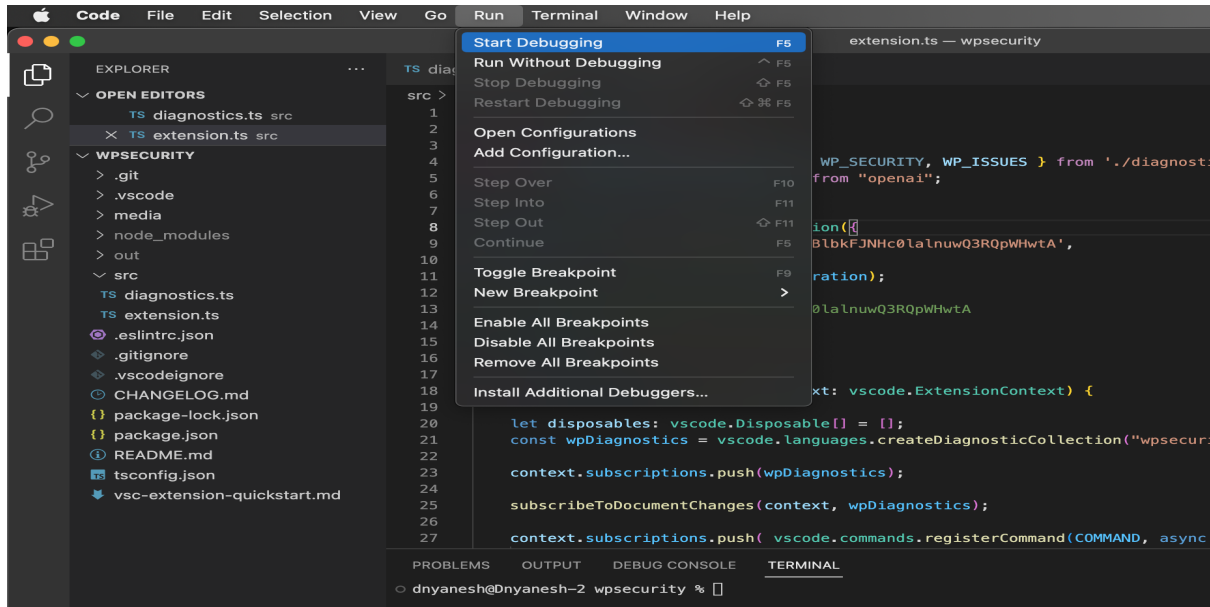 Code File Edit Selection View Go Run Terminal Window Help
extension.ts — wpsecurity
EXPLORER ...
OPEN EDITORS
TS diagnostics.ts src
TS extension.ts src
WPSECURITY
.git
.vscode
media
node_modules
out
src
TS diagnostics.ts
TS extension.ts
.eslintrc.json
.gitignore
.vscodeignore
CHANGELOG.md
{} package-lock.json
{} package.json
README.md
TS tsconfig.json
vsc-extension-quickstart.md
Start Debugging F5
Run Without Debugging ^ F5
Stop Debugging ⇧ F5
Restart Debugging ⇧ ⌘ F5
Open Configurations
Add Configuration...
Step Over F10
Step Into F11
Step Out ⇧ F11
Continue F5
Toggle Breakpoint F9
New Breakpoint >
Enable All Breakpoints
Disable All Breakpoints
Remove All Breakpoints
Install Additional Debuggers...
TS diag
src >
1
2
3
4 WP_SECURITY, WP_ISSUES } from './diagnost
5 from "openai";
6
7
8 ion({
9 BlbkFJNHc0lalnuwQ3RQpWHwtA',
10
11 ration);
12
13 0lalnuwQ3RQpWHwtA
14
15
16
17
18 xt: vscode.ExtensionContext) {
19
20 let disposables: vscode.Disposable[] = [];
21 const wpDiagnostics = vscode.languages.createDiagnosticCollection("wpsecuri
22
23 context.subscriptions.push(wpDiagnostics);
24
25 subscribeToDocumentChanges(context, wpDiagnostics);
26
27 context.subscriptions.push( vscode.commands.registerCommand(COMMAND, async
PROBLEMS OUTPUT DEBUG CONSOLE TERMINAL
dnyanesh@Dnyanesh-2 wpsecurity %